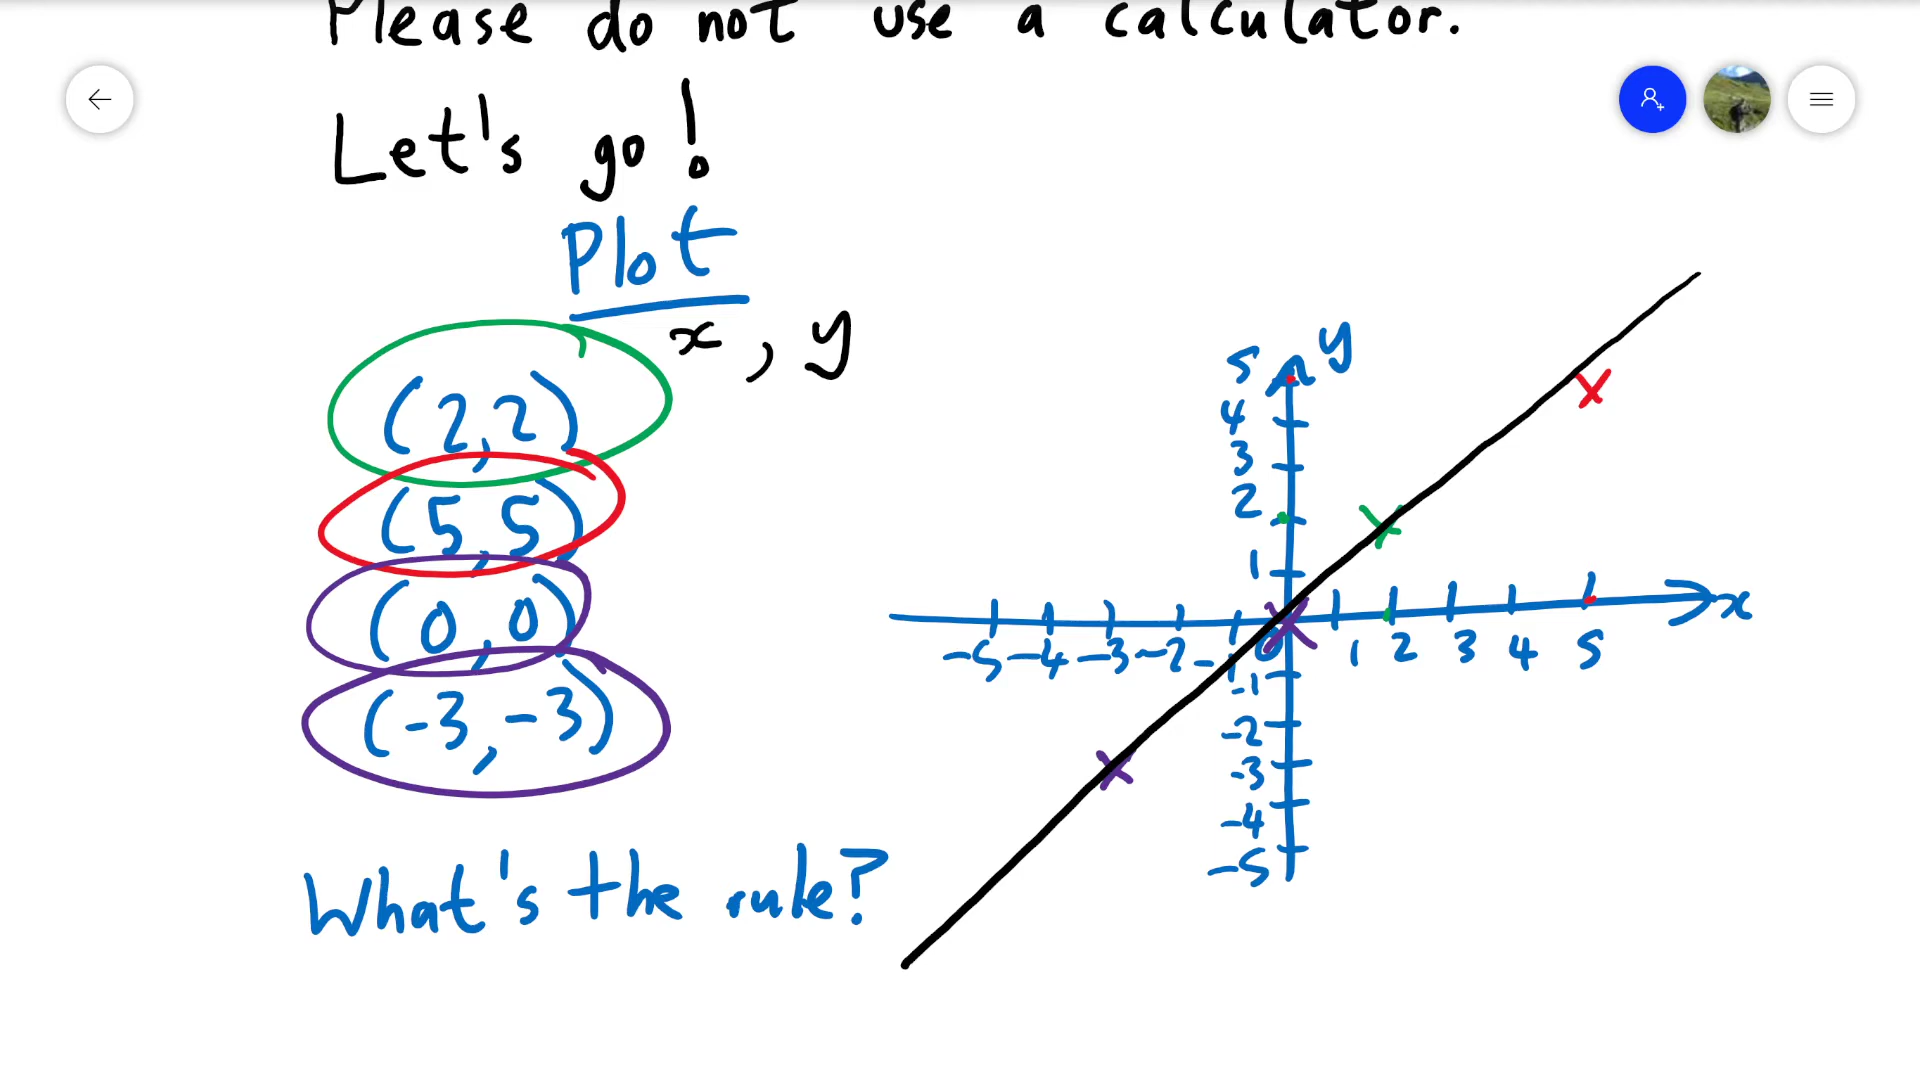 Please do not use a calculator.
Let's go!
Plot
x, y
(2,2)
(5,5)
(0,0)
(-3,-3)
What's the rule?
y
5
4
3
2
1
x
-5 -4 -3 -2 -1 0 1 2 3 4 5
-1
-2
-3
-4
-5